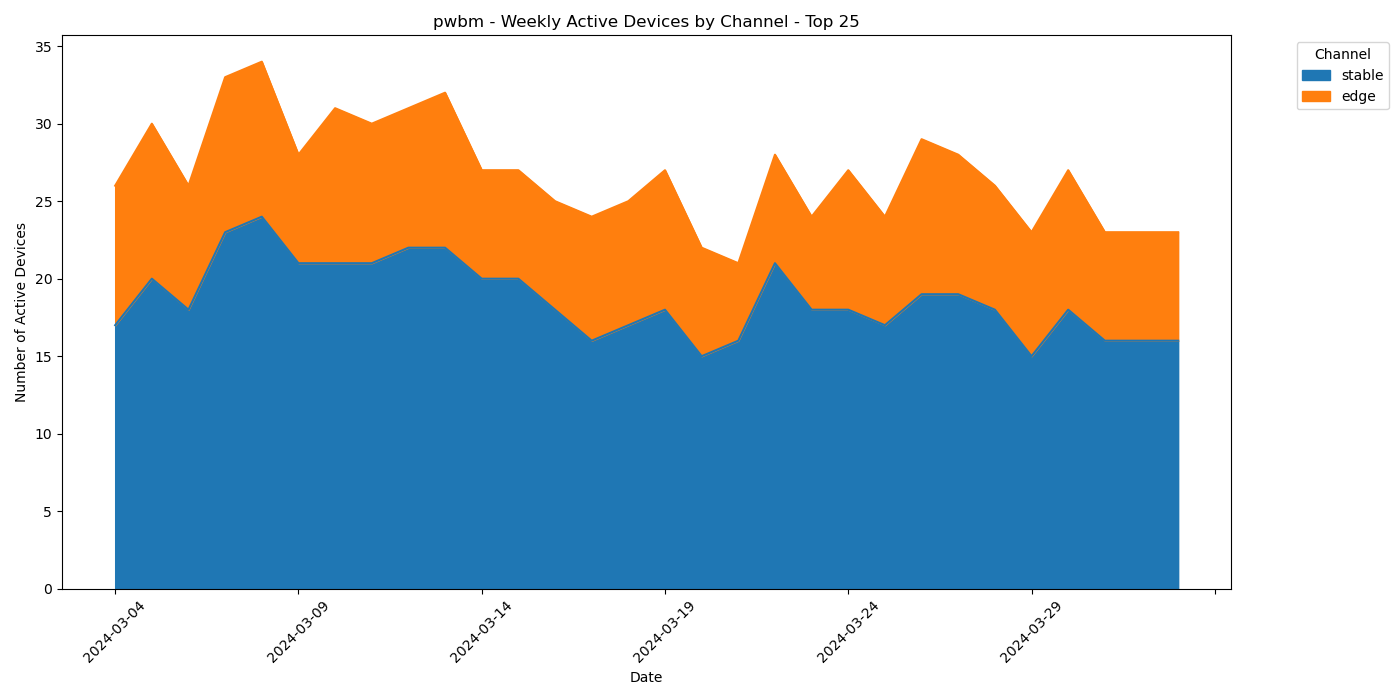 pwbm - Weekly Active Devices by Channel - Top 25
Channel
stable
edge
Number of Active Devices
35
30
25
20
15
10
5
0
2024-03-04
2024-03-09
2024-03-14
2024-03-19
2024-03-24
2024-03-29
Date